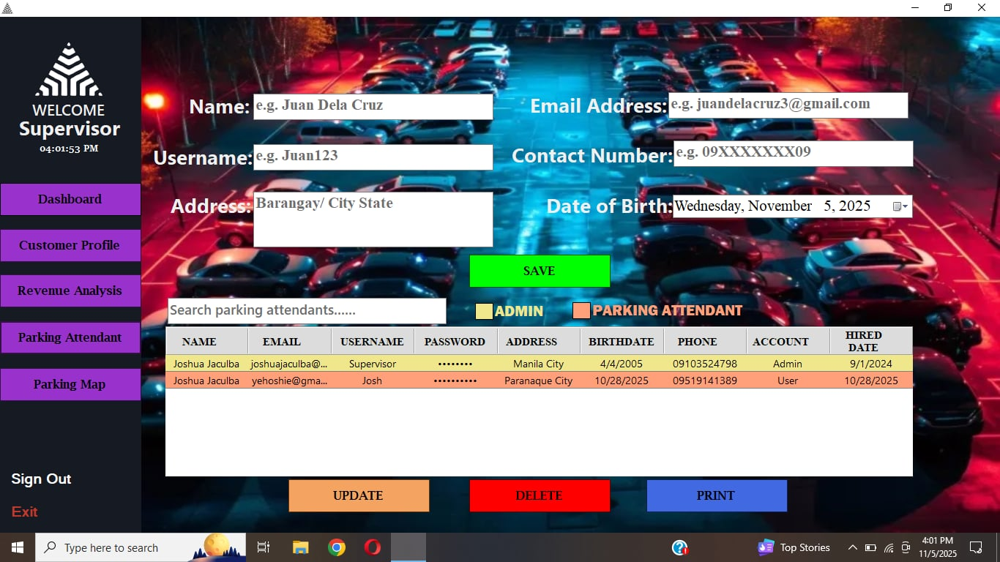 WELCOME
Supervisor
04:01:53 PM
Dashboard
Customer Profile
Revenue Analysis
Parking Attendant
Parking Map
Sign Out
Exit
Name: e.g. Juan Dela Cruz
Email Address: e.g. juandelacruz3@gmail.com
Username: e.g. Juan123
Contact Number: e.g. 09XXXXXXX09
Address: Barangay/ City State
Date of Birth: Wednesday, November 5, 2025
SAVE
Search parking attendants......
ADMIN
PARKING ATTENDANT
NAME EMAIL USERNAME PASSWORD ADDRESS BIRTHDATE PHONE ACCOUNT HIRED DATE
Joshua Jaculba joshuajaculba@... Supervisor •••••••• Manila City 4/4/2005 09103524798 Admin 9/1/2024
Joshua Jaculba yehoshie@gma... Josh •••••••••• Paranaque City 10/28/2025 09519141389 User 10/28/2025
UPDATE
DELETE
PRINT
Type here to search
Top Stories
4:01 PM
11/5/2025